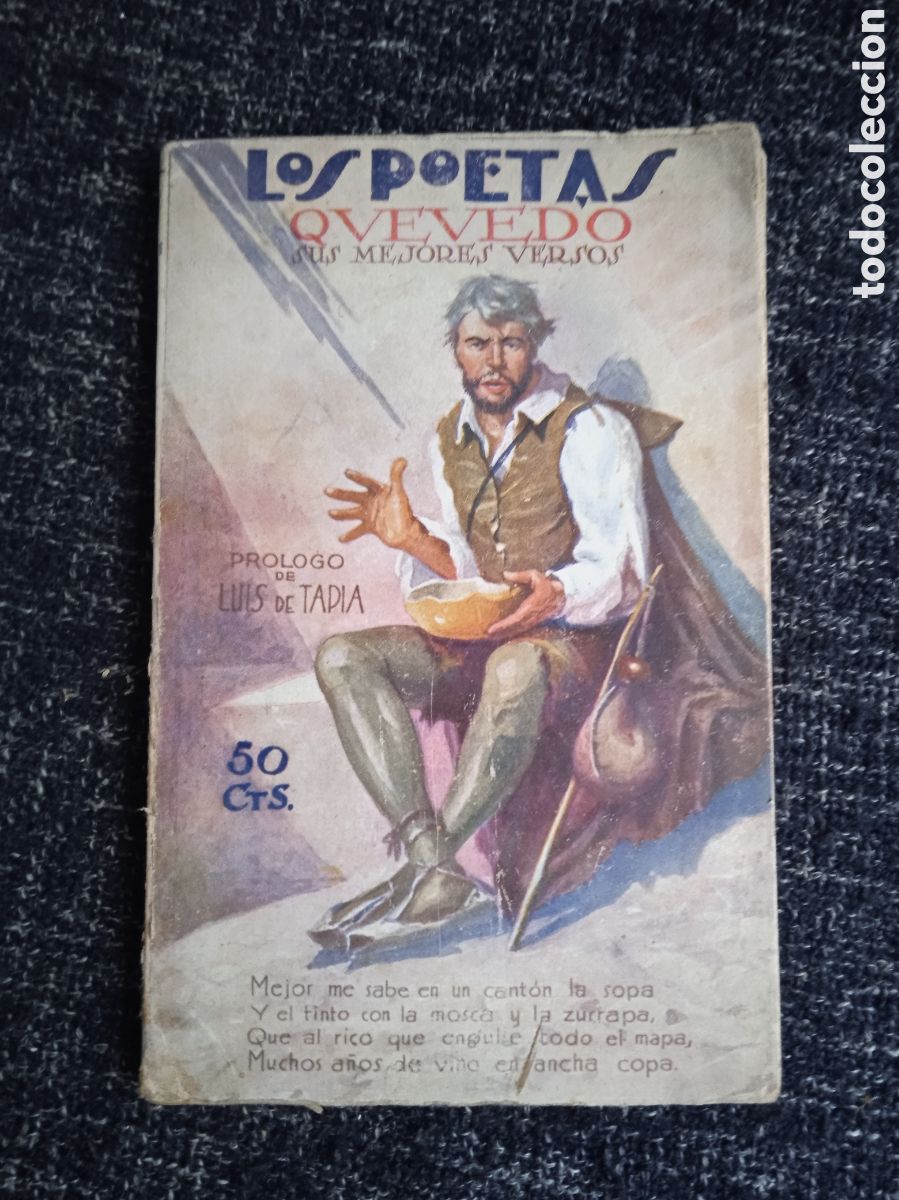 LOS POETAS
QVEVEDO
SUS MEJORES VERSOS
PROLOGO
DE
LUIS DE TAPIA
50
CTS.
Mejor me sabe en un cantón la sopa
Y el tinto con la mosca y la zurrapa,
Que al rico que engulle todo el mapa,
Muchos años de vino en ancha copa.
todocoleccion